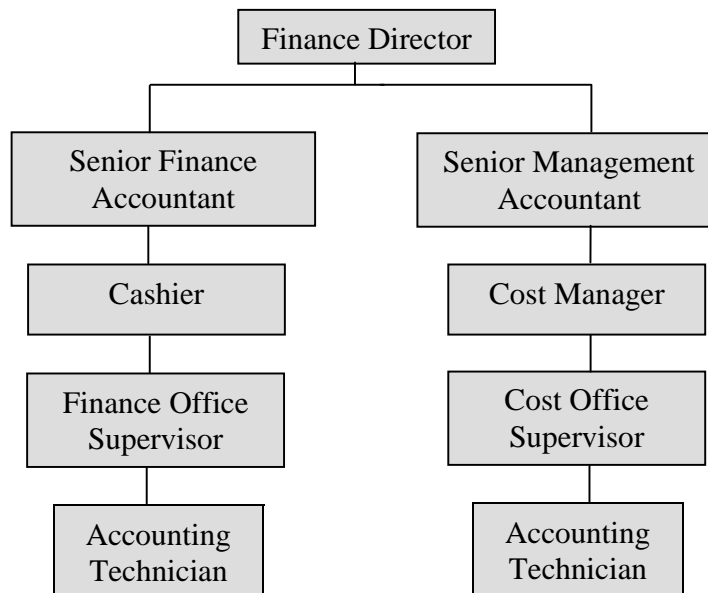 Finance Director
Senior Finance
Accountant
Senior Management
Accountant
Cashier
Cost Manager
Finance Office
Supervisor
Cost Office
Supervisor
Accounting
Technician
Accounting
Technician